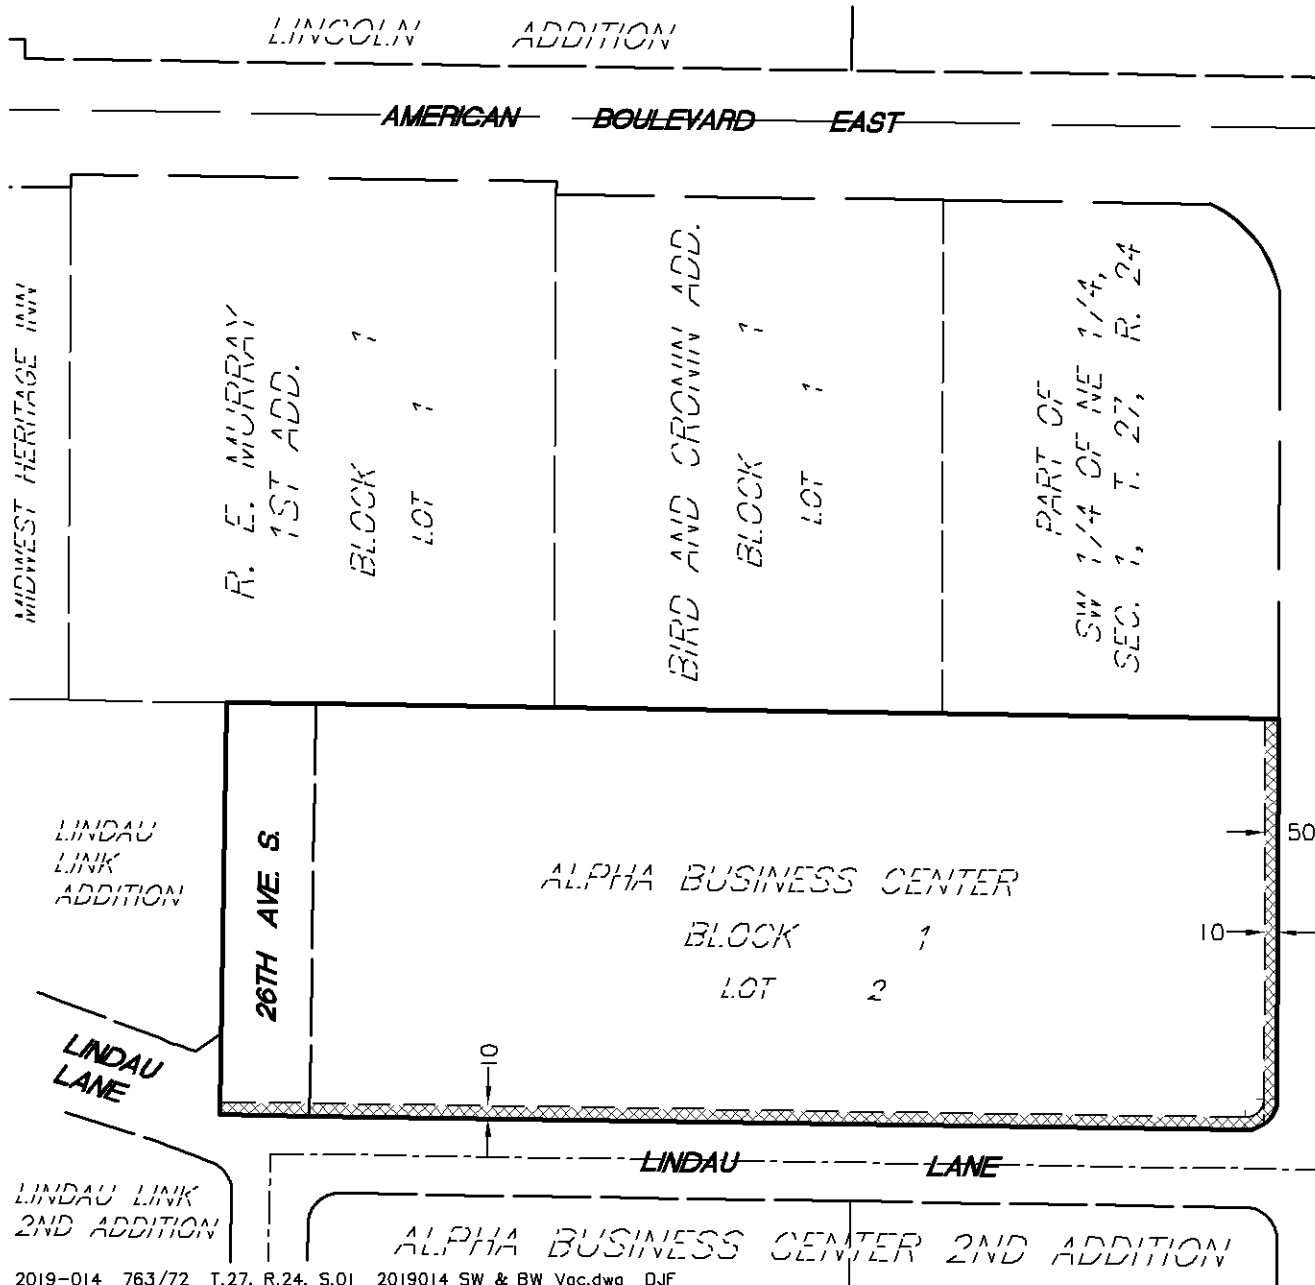 LINCOLN ADDITION
AMERICAN BOULEVARD EAST
MIDWEST HERITAGE INN
R. E. MURRAY
1ST ADD.
BLOCK 1
LOT 1
BIRD AND CRONIN ADD.
BLOCK 1
LOT 1
PART OF
SW 1/4 OF NE 1/4,
SEC. 1, T. 27, R. 24
LINDAU
LINK
ADDITION
26TH AVE. S.
ALPHA BUSINESS CENTER
BLOCK 1
LOT 2
50
10
10
LINDAU
LANE
LINDAU LANE
LINDAU LINK
2ND ADDITION
ALPHA BUSINESS CENTER 2ND ADDITION
2019-014 763/72 T.27, R.24, S.01 2019014 SW & BW Vac.dwg DJF